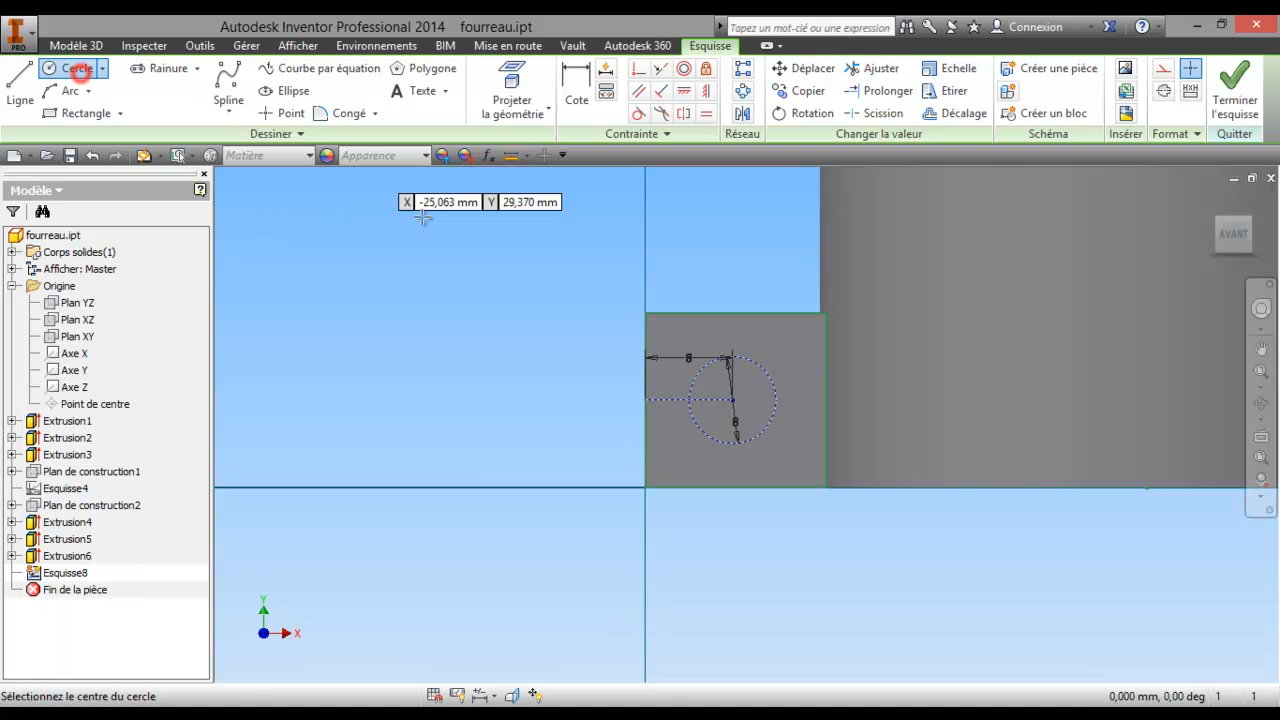 Autodesk Inventor Professional 2014 fourreau.ipt
Tapez un mot-clé ou une expression
Connexion
PRO
Modèle 3D Inspecter Outils Gérer Afficher Environnements BIM Mise en route Vault Autodesk 360 Esquisse
Cercle Rainure Courbe par équation Polygone Déplacer Ajuster Echelle Créer une pièce
Ligne Arc Spline Ellipse Texte Projeter la géométrie Cote Copier Prolonger Etirer Terminer l'esquisse
Rectangle Point Congé Rotation Scission Décalage Créer un bloc
Dessiner Contrainte Réseau Changer la valeur Schéma Insérer Format Quitter
Matière Apparence
Modèle
fourreau.ipt
Corps solides(1)
Afficher: Master
Origine
Plan YZ
Plan XZ
Plan XY
Axe X
Axe Y
Axe Z
Point de centre
Extrusion1
Extrusion2
Extrusion3
Plan de construction1
Esquisse4
Plan de construction2
Extrusion4
Extrusion5
Extrusion6
Esquisse8
Fin de la pièce
X -25,063 mm Y 29,370 mm
AVANT
8
8
Y
X
Sélectionnez le centre du cercle
0,000 mm, 0,00 deg 1 1